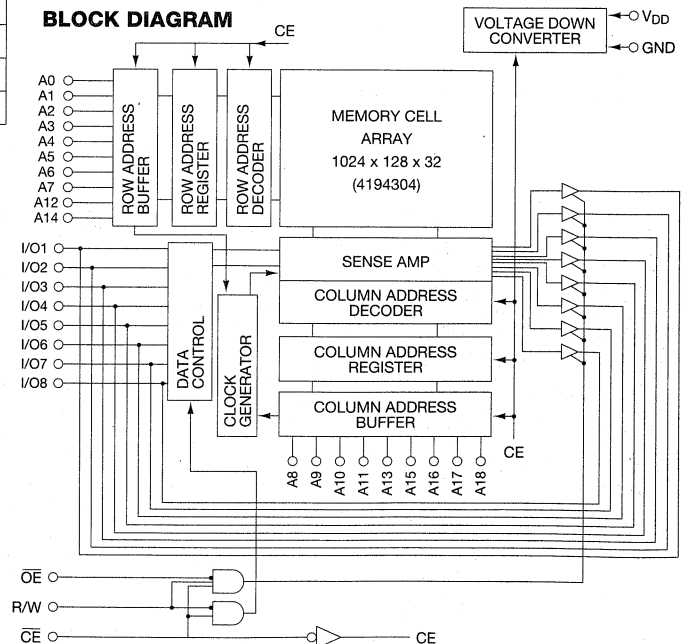 BLOCK DIAGRAM
CE
VOLTAGE DOWN
CONVERTER
VDD
GND
A0
A1
A2
A3
A4
A5
A6
A7
A12
A14
ROW ADDRESS
BUFFER
ROW ADDRESS
REGISTER
ROW ADDRESS
DECODER
MEMORY CELL
ARRAY
1024 x 128 x 32
(4194304)
I/O1
I/O2
I/O3
I/O4
I/O5
I/O6
I/O7
I/O8
DATA
CONTROL
CLOCK
GENERATOR
SENSE AMP
COLUMN ADDRESS
DECODER
COLUMN ADDRESS
REGISTER
COLUMN ADDRESS
BUFFER
CE
A8
A9
A10
A11
A13
A15
A16
A17
A18
O̅E̅
R/W
C̅E̅
CE